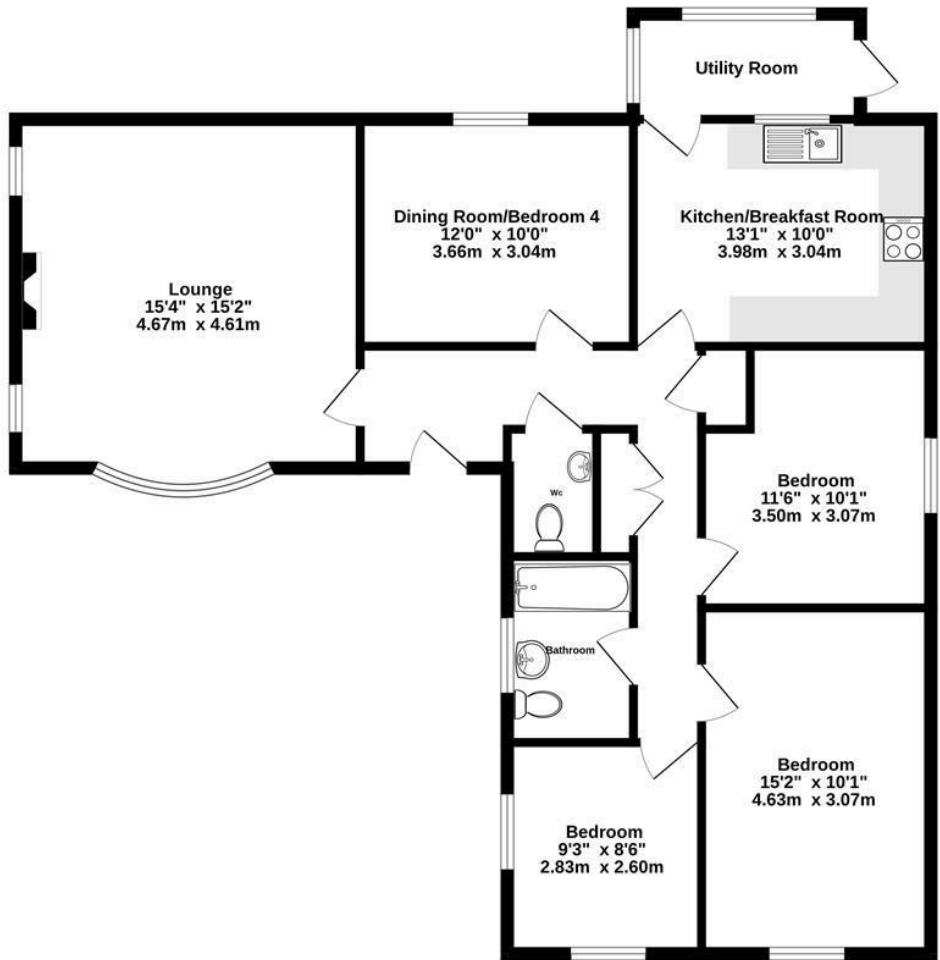 Utility Room
Dining Room/Bedroom 4
12'0" x 10'0"
3.66m x 3.04m
Kitchen/Breakfast Room
13'1" x 10'0"
3.98m x 3.04m
Lounge
15'4" x 15'2"
4.67m x 4.61m
Wc
Bedroom
11'6" x 10'1"
3.50m x 3.07m
Bathroom
Bedroom
15'2" x 10'1"
4.63m x 3.07m
Bedroom
9'3" x 8'6"
2.83m x 2.60m